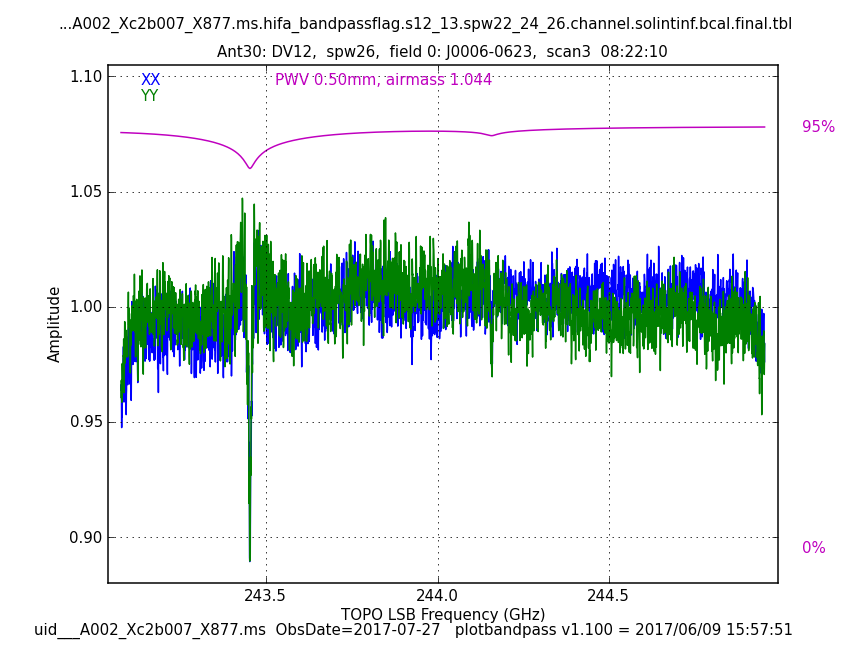 ...A002_Xc2b007_X877.ms.hifa_bandpassflag.s12_13.spw22_24_26.channel.solintinf.bcal.final.tbl
Ant30: DV12,  spw26,  field 0: J0006-0623,  scan3  08:22:10
XX
YY
PWV 0.50mm, airmass 1.044
1.10
1.05
1.00
0.95
0.90
Amplitude
95%
0%
243.5
244.0
244.5
TOPO LSB Frequency (GHz)
uid___A002_Xc2b007_X877.ms  ObsDate=2017-07-27   plotbandpass v1.100 = 2017/06/09 15:57:51